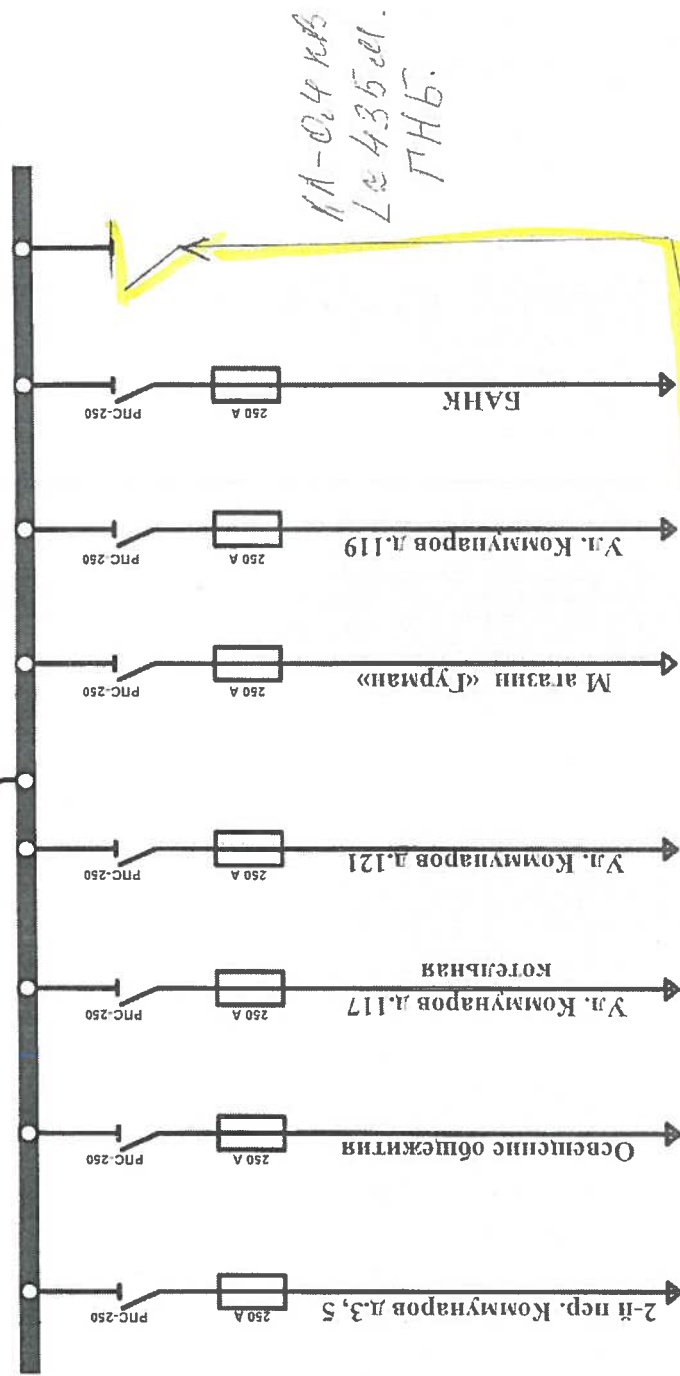 КЛ-0,4 кВ
L≈435 м.
ГНБ.
РПС-250
250 А
БАНК
РПС-250
250 А
Ул. Коммунаров д.119
РПС-250
250 А
М агазин «Гурман»
РПС-250
250 А
Ул. Коммунаров д.121
РПС-250
250 А
Ул. Коммунаров д.117
котельная
РПС-250
250 А
Освещение общежития
РПС-250
250 А
2-й пер. Коммунаров д.3,5